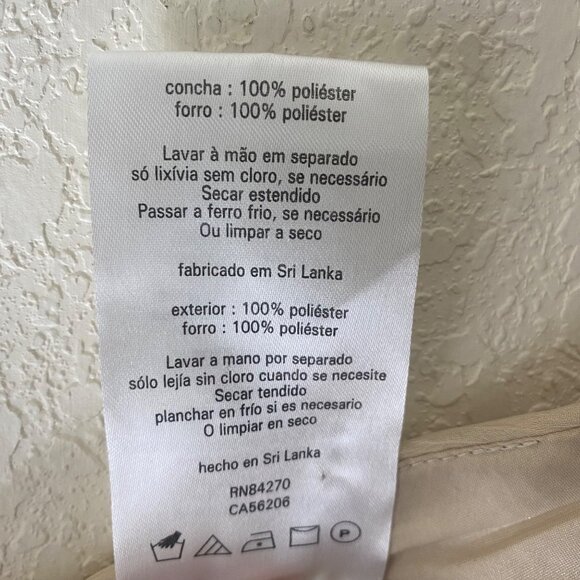 concha : 100% poliéster
forro : 100% poliéster
Lavar à mão em separado
só lixívia sem cloro, se necessário
Secar estendido
Passar a ferro frio, se necessário
Ou limpar a seco
fabricado em Sri Lanka
exterior : 100% poliéster
forro : 100% poliéster
Lavar a mano por separado
sólo lejía sin cloro cuando se necesite
Secar tendido
planchar en frío si es necesario
O limpiar en seco
hecho en Sri Lanka
RN84270
CA56206
P